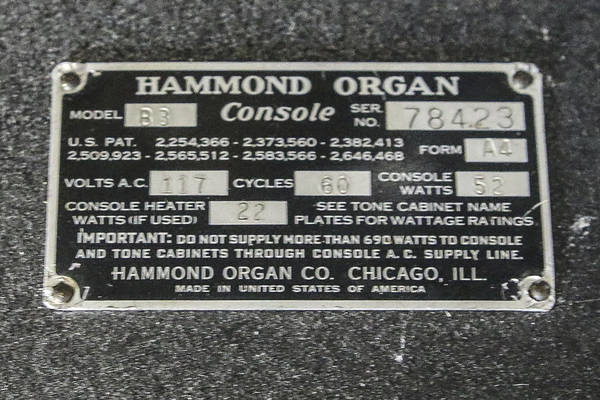 HAMMOND ORGAN
MODEL B3 Console SER. NO. 78423
U.S. PAT. 2,254,366 - 2,373,560 - 2,382,413
2,509,923 - 2,565,512 - 2,583,566 - 2,646,468 FORM A4
VOLTS A.C. 117 CYCLES 60 CONSOLE WATTS 52
CONSOLE HEATER WATTS (IF USED) 22 SEE TONE CABINET NAME PLATES FOR WATTAGE RATINGS
IMPORTANT: DO NOT SUPPLY MORE THAN 690 WATTS TO CONSOLE
AND TONE CABINETS THROUGH CONSOLE A.C. SUPPLY LINE.
HAMMOND ORGAN CO. CHICAGO, ILL.
MADE IN UNITED STATES OF AMERICA